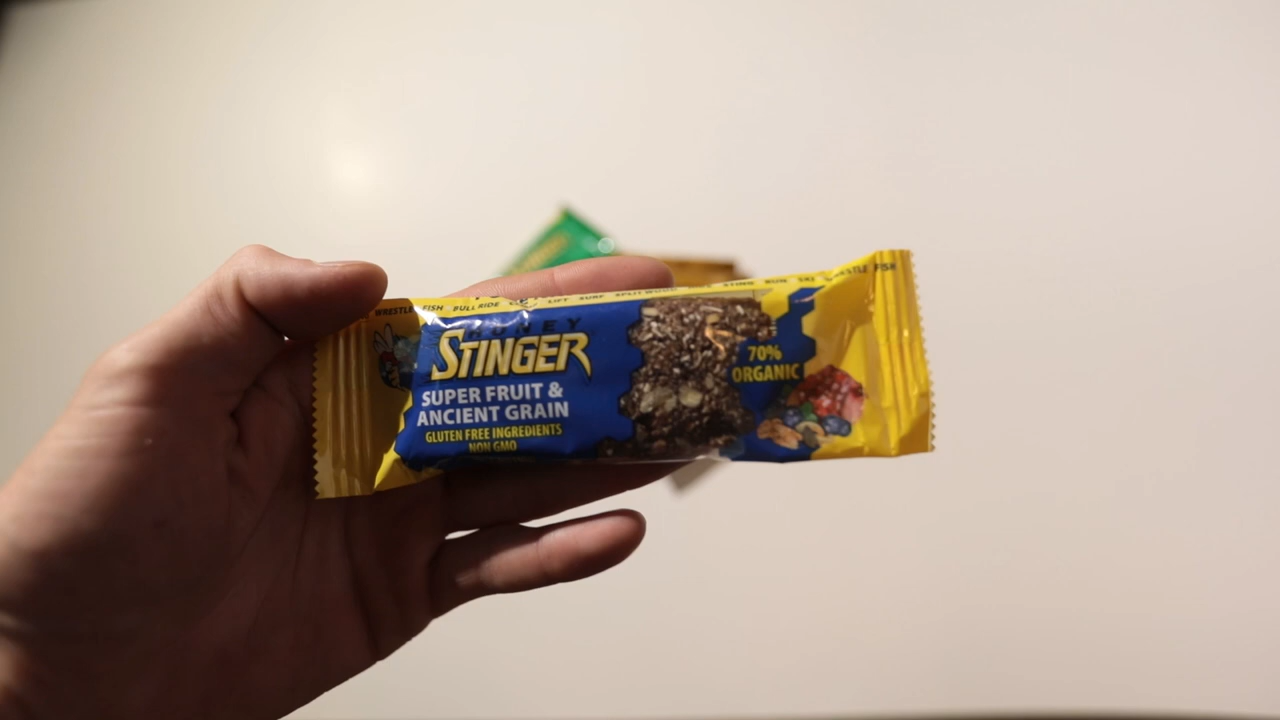 WRESTLE FISH BULL RIDE LIFT SURF SPLIT WOOD STING RUN SKI WRESTLE FISH
HONEY
STINGER
SUPER FRUIT &
ANCIENT GRAIN
GLUTEN FREE INGREDIENTS
NON GMO
70%
ORGANIC